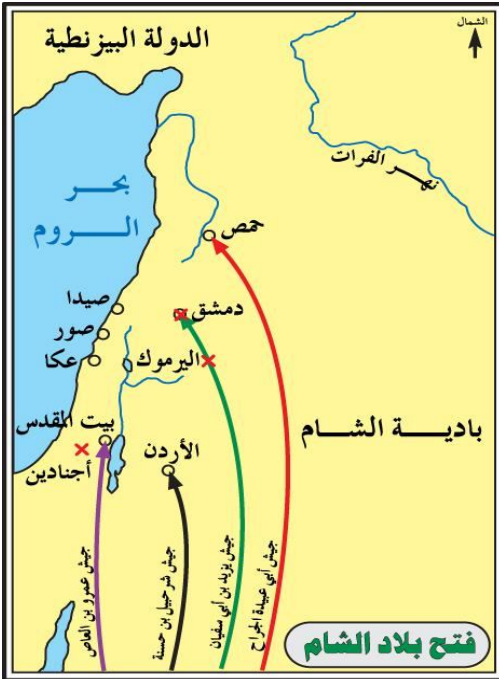 الشمال
الدولة البيزنطية
نهر الفرات
بحر
الروم
حمص
صيدا
دمشق
صور
عكا
اليرموك
بيت المقدس
أجنادين
الأردن
بادية الشام
جيش عمرو بن العاص
جيش شرحبيل بن حسنة
جيش يزيد بن أبي سفيان
جيش أبي عبيدة الجراح
فتح بلاد الشام